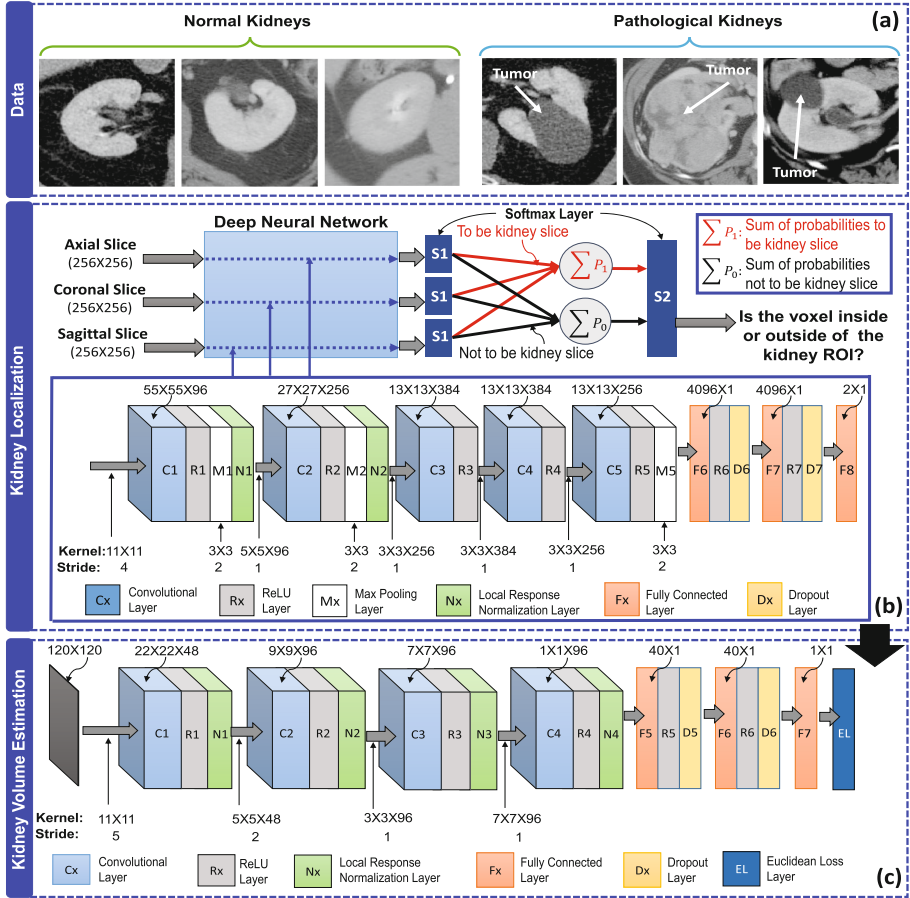 Data
Normal Kidneys
Pathological Kidneys
(a)
Tumor
Tumor
Tumor
Kidney Localization
Deep Neural Network
Softmax Layer
To be kidney slice
Not to be kidney slice
Axial Slice
(256X256)
Coronal Slice
(256X256)
Sagittal Slice
(256X256)
S1
S1
S1
∑ P₁
∑ P₀
S2
∑ P₁: Sum of probabilities to
be kidney slice
∑ P₀: Sum of probabilities
not to be kidney slice
Is the voxel inside
or outside of the
kidney ROI?
55X55X96
27X27X256
13X13X384
13X13X384
13X13X256
4096X1
4096X1
2X1
C1 R1 M1 N1
C2 R2 M2 N2
C3 R3
C4 R4
C5 R5 M5
F6 R6 D6
F7 R7 D7
F8
Kernel: 11X11 3X3 5X5X96 3X3 3X3X256 3X3X384 3X3X256 3X3
Stride: 4 2 1 2 1 1 1 2
Cx Convolutional
Layer
Rx ReLU
Layer
Mx Max Pooling
Layer
Nx Local Response
Normalization Layer
Fx Fully Connected
Layer
Dx Dropout
Layer
(b)
Kidney Volume Estimation
120X120
22X22X48
9X9X96
7X7X96
1X1X96
40X1
40X1
1X1
C1 R1 N1
C2 R2 N2
C3 R3 N3
C4 R4 N4
F5 R5 D5
F6 R6 D6
F7
EL
Kernel: 11X11 5X5X48 3X3X96 7X7X96
Stride: 5 2 1 1
Cx Convolutional
Layer
Rx ReLU
Layer
Nx Local Response
Normalization Layer
Fx Fully Connected
Layer
Dx Dropout
Layer
EL Euclidean Loss
Layer
(c)